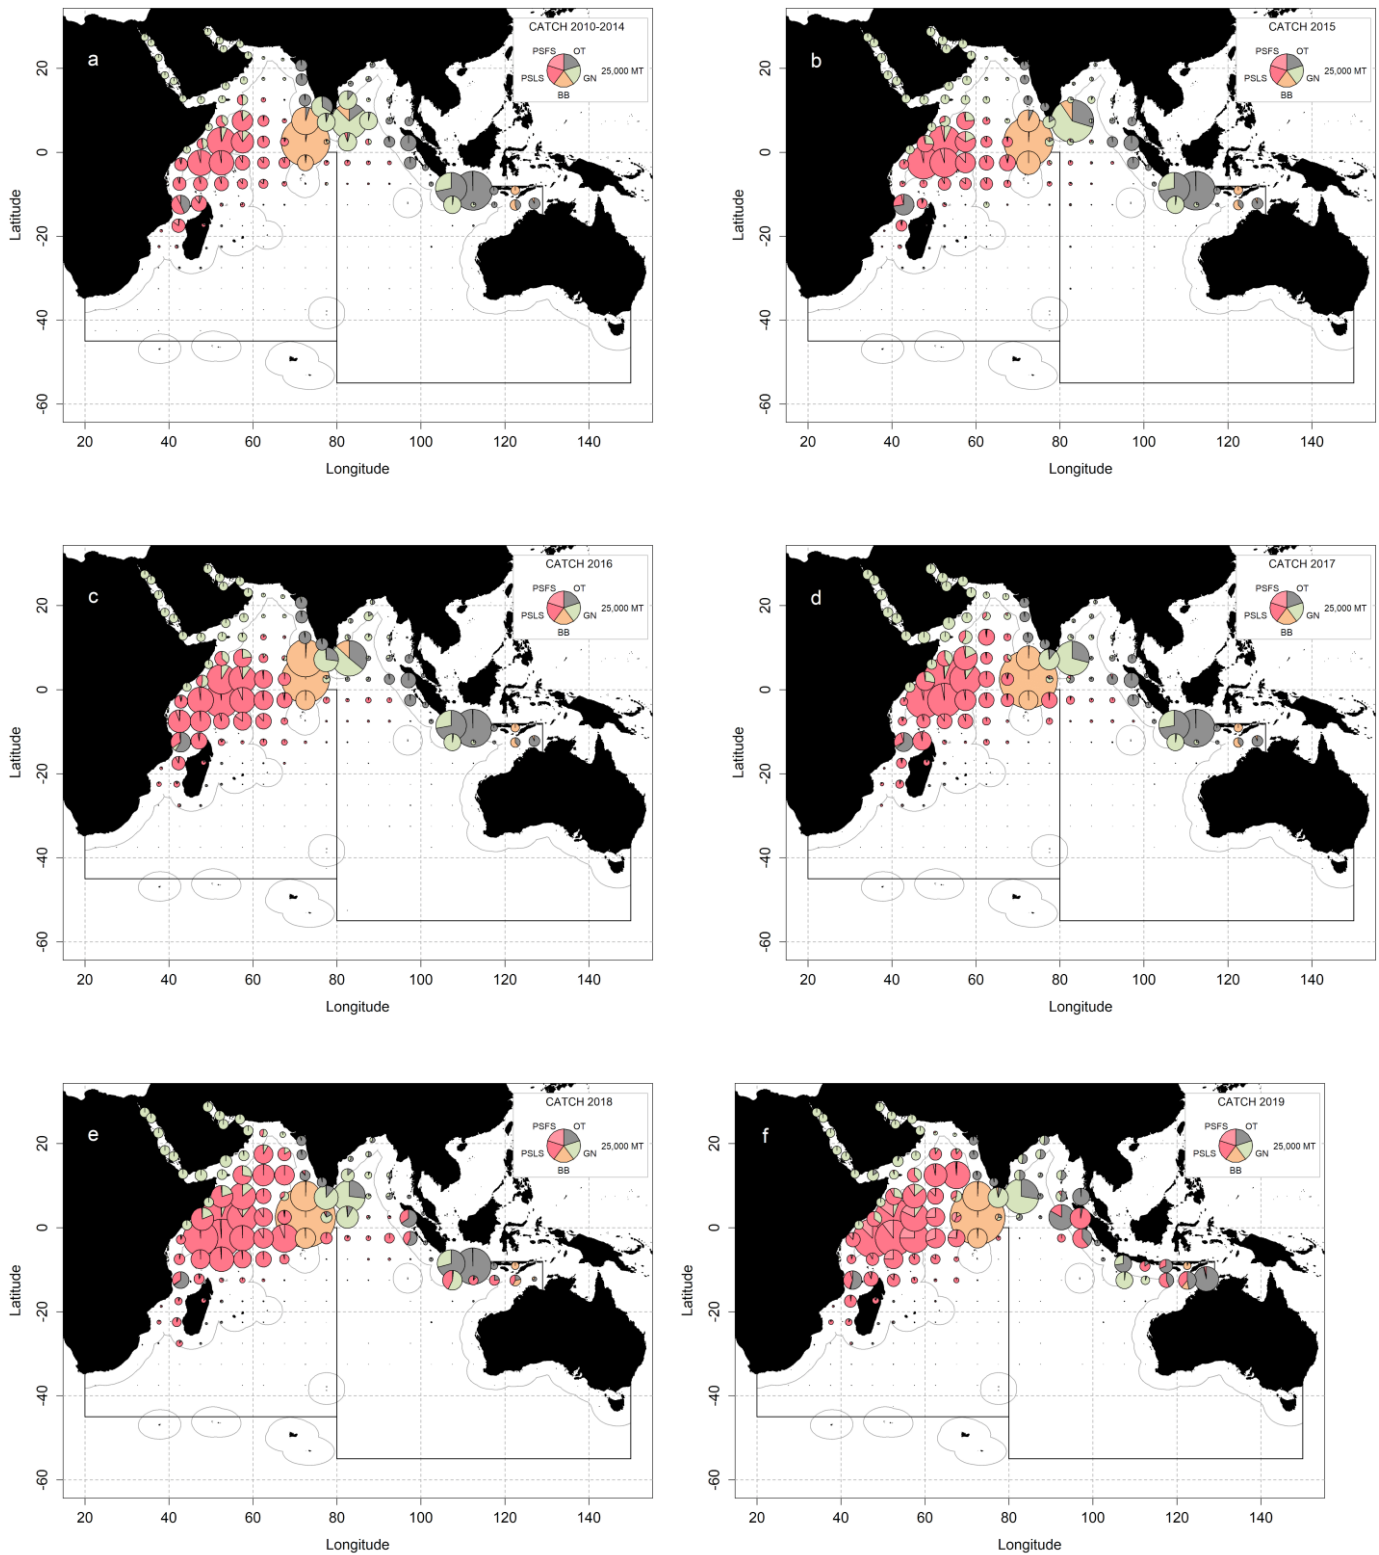 a
CATCH 2010-2014
PSFS OT
PSLS GN 25,000 MT
BB
Latitude
20
0
-20
-40
-60
20 40 60 80 100 120 140
Longitude
b
CATCH 2015
PSFS OT
PSLS GN 25,000 MT
BB
Latitude
20
0
-20
-40
-60
20 40 60 80 100 120 140
Longitude
c
CATCH 2016
PSFS OT
PSLS GN 25,000 MT
BB
Latitude
20
0
-20
-40
-60
20 40 60 80 100 120 140
Longitude
d
CATCH 2017
PSFS OT
PSLS GN 25,000 MT
BB
Latitude
20
0
-20
-40
-60
20 40 60 80 100 120 140
Longitude
e
CATCH 2018
PSFS OT
PSLS GN 25,000 MT
BB
Latitude
20
0
-20
-40
-60
20 40 60 80 100 120 140
Longitude
f
CATCH 2019
PSFS OT
PSLS GN 25,000 MT
BB
Latitude
20
0
-20
-40
-60
20 40 60 80 100 120 140
Longitude